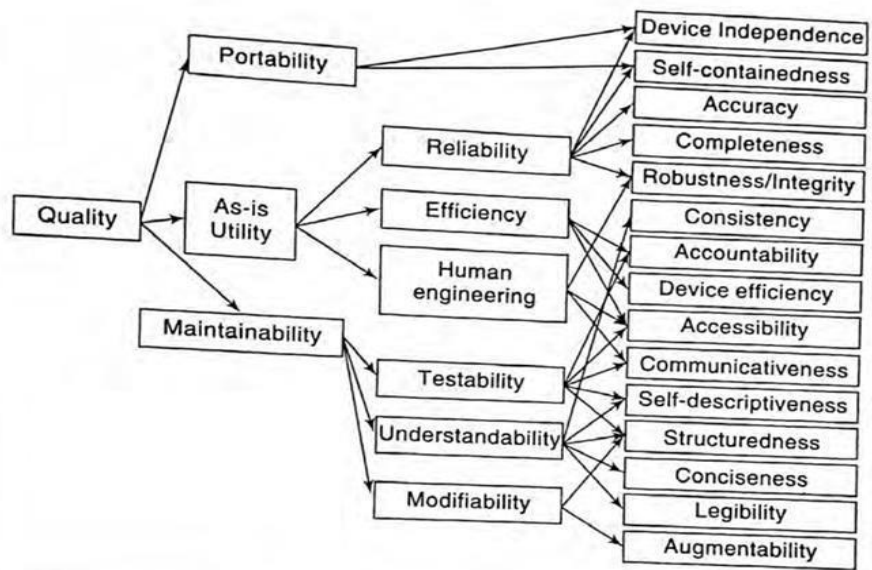 Quality
Portability
As-is
Utility
Maintainability
Reliability
Efficiency
Human
engineering
Testability
Understandability
Modifiability
Device Independence
Self-containedness
Accuracy
Completeness
Robustness/Integrity
Consistency
Accountability
Device efficiency
Accessibility
Communicativeness
Self-descriptiveness
Structuredness
Conciseness
Legibility
Augmentability